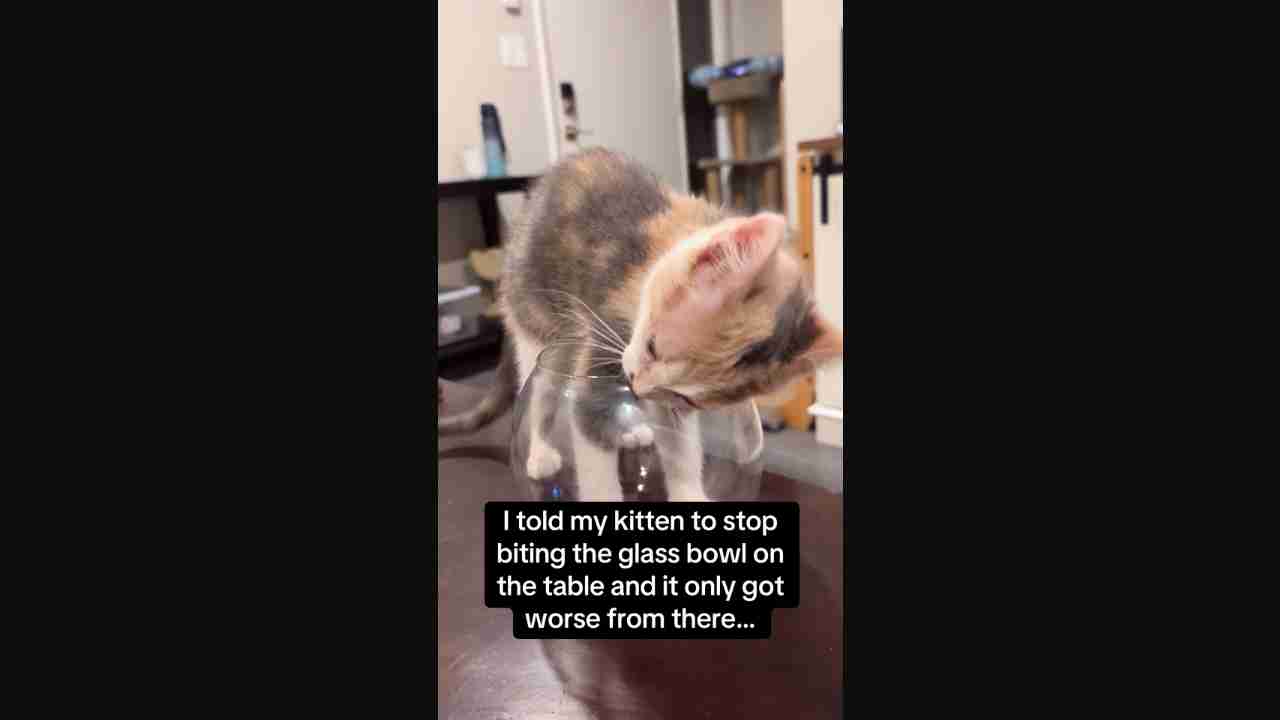 I told my kitten to stop
biting the glass bowl on
the table and it only got
worse from there...